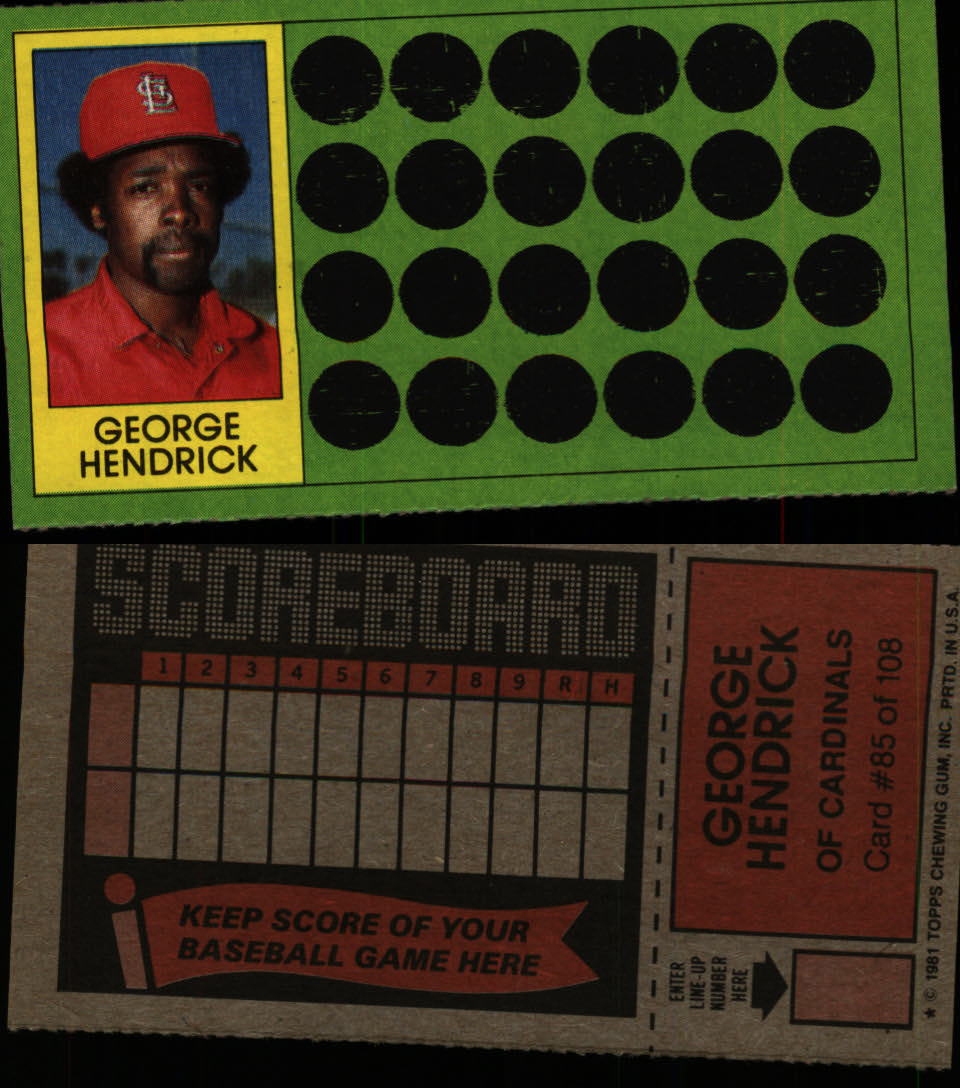 STL
GEORGE
HENDRICK
SCOREBOARD
1 2 3 4 5 6 7 8 9 R H
KEEP SCORE OF YOUR
BASEBALL GAME HERE
GEORGE
HENDRICK
OF CARDINALS
Card #85 of 108
ENTER
LINE-UP
NUMBER
HERE
★ © 1981 TOPPS CHEWING GUM, INC. PRTD. IN U.S.A.